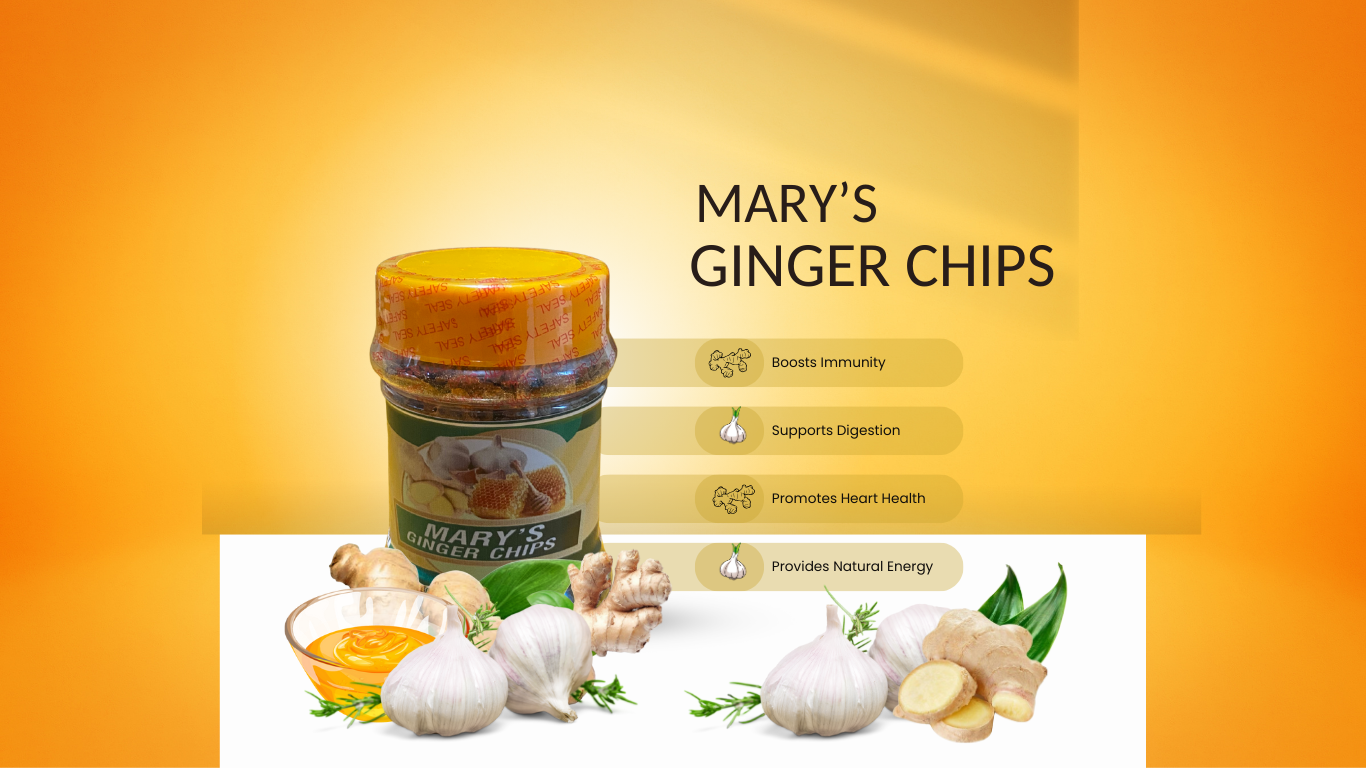 MARY’S
GINGER CHIPS
SAFETY SEAL
MARY'S
GINGER CHIPS
Boosts Immunity
Supports Digestion
Promotes Heart Health
Provides Natural Energy